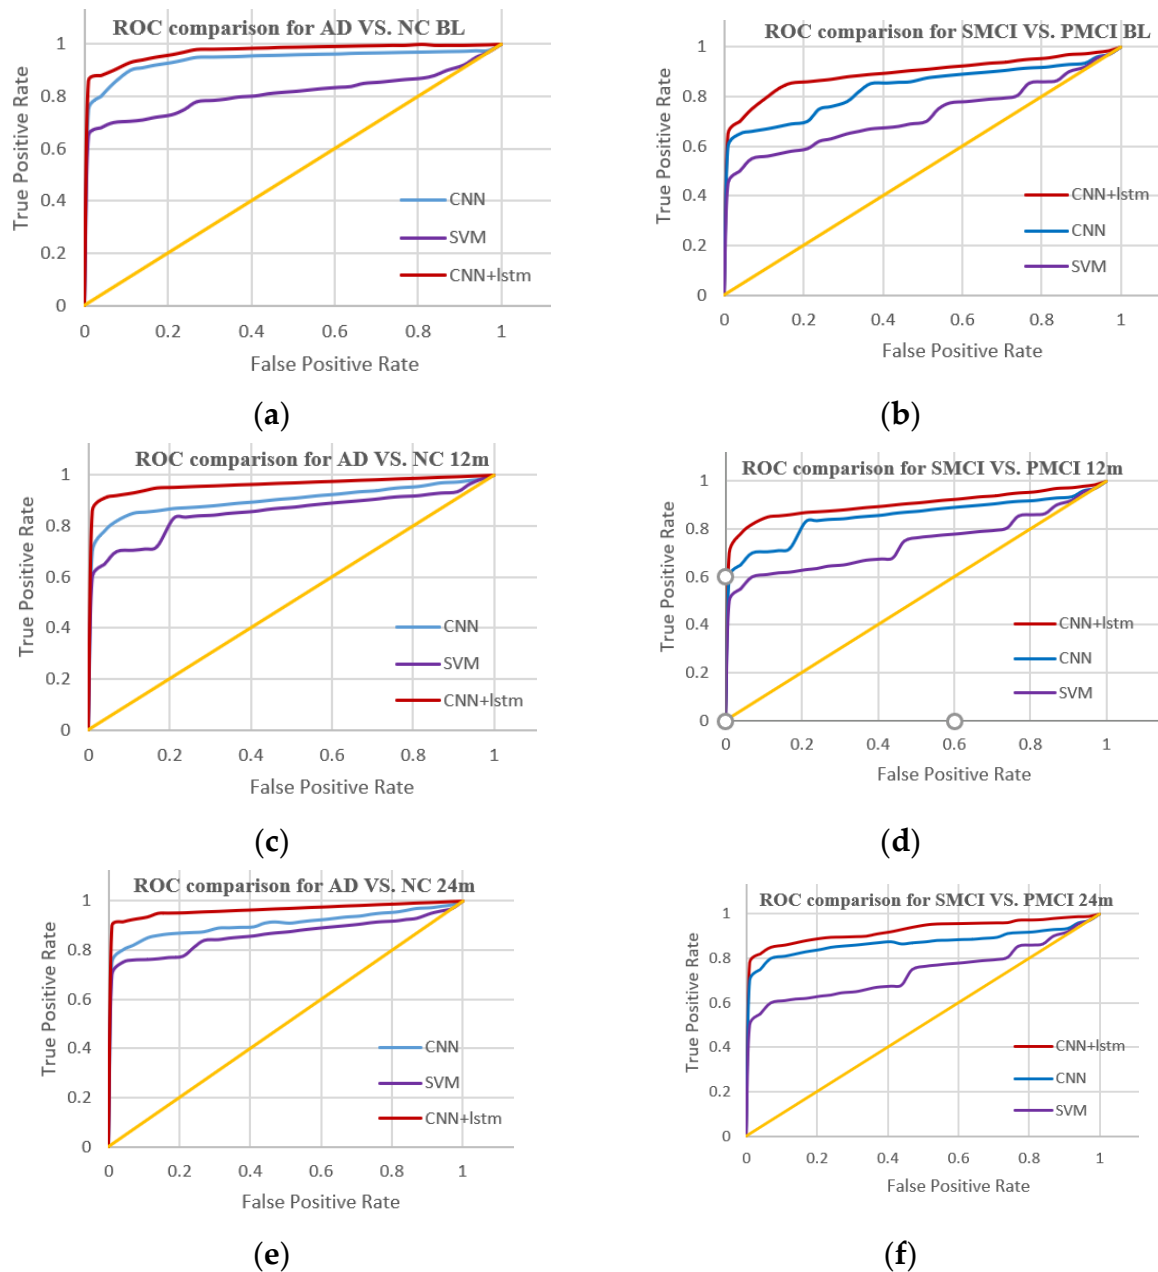 ROC comparison for AD VS. NC BL
1
0.8
0.6
0.4
0.2
0
True Positive Rate
CNN
SVM
CNN+lstm
0 0.2 0.4 0.6 0.8 1
False Positive Rate
(a)
ROC comparison for SMCI VS. PMCI BL
1
0.8
0.6
0.4
0.2
0
True Positive Rate
CNN+lstm
CNN
SVM
0 0.2 0.4 0.6 0.8 1
False Positive Rate
(b)
ROC comparison for AD VS. NC 12m
1
0.8
0.6
0.4
0.2
0
True Positive Rate
CNN
SVM
CNN+lstm
0 0.2 0.4 0.6 0.8 1
False Positive Rate
(c)
ROC comparison for SMCI VS. PMCI 12m
1
0.8
0.6
0.4
0.2
0
True Positive Rate
CNN+lstm
CNN
SVM
0 0.2 0.4 0.6 0.8 1
False Positive Rate
(d)
ROC comparison for AD VS. NC 24m
1
0.8
0.6
0.4
0.2
0
True Positive Rate
CNN
SVM
CNN+lstm
0 0.2 0.4 0.6 0.8 1
False Positive Rate
(e)
ROC comparison for SMCI VS. PMCI 24m
1
0.8
0.6
0.4
0.2
0
True Positive Rate
CNN+lstm
CNN
SVM
0 0.2 0.4 0.6 0.8 1
False Positive Rate
(f)